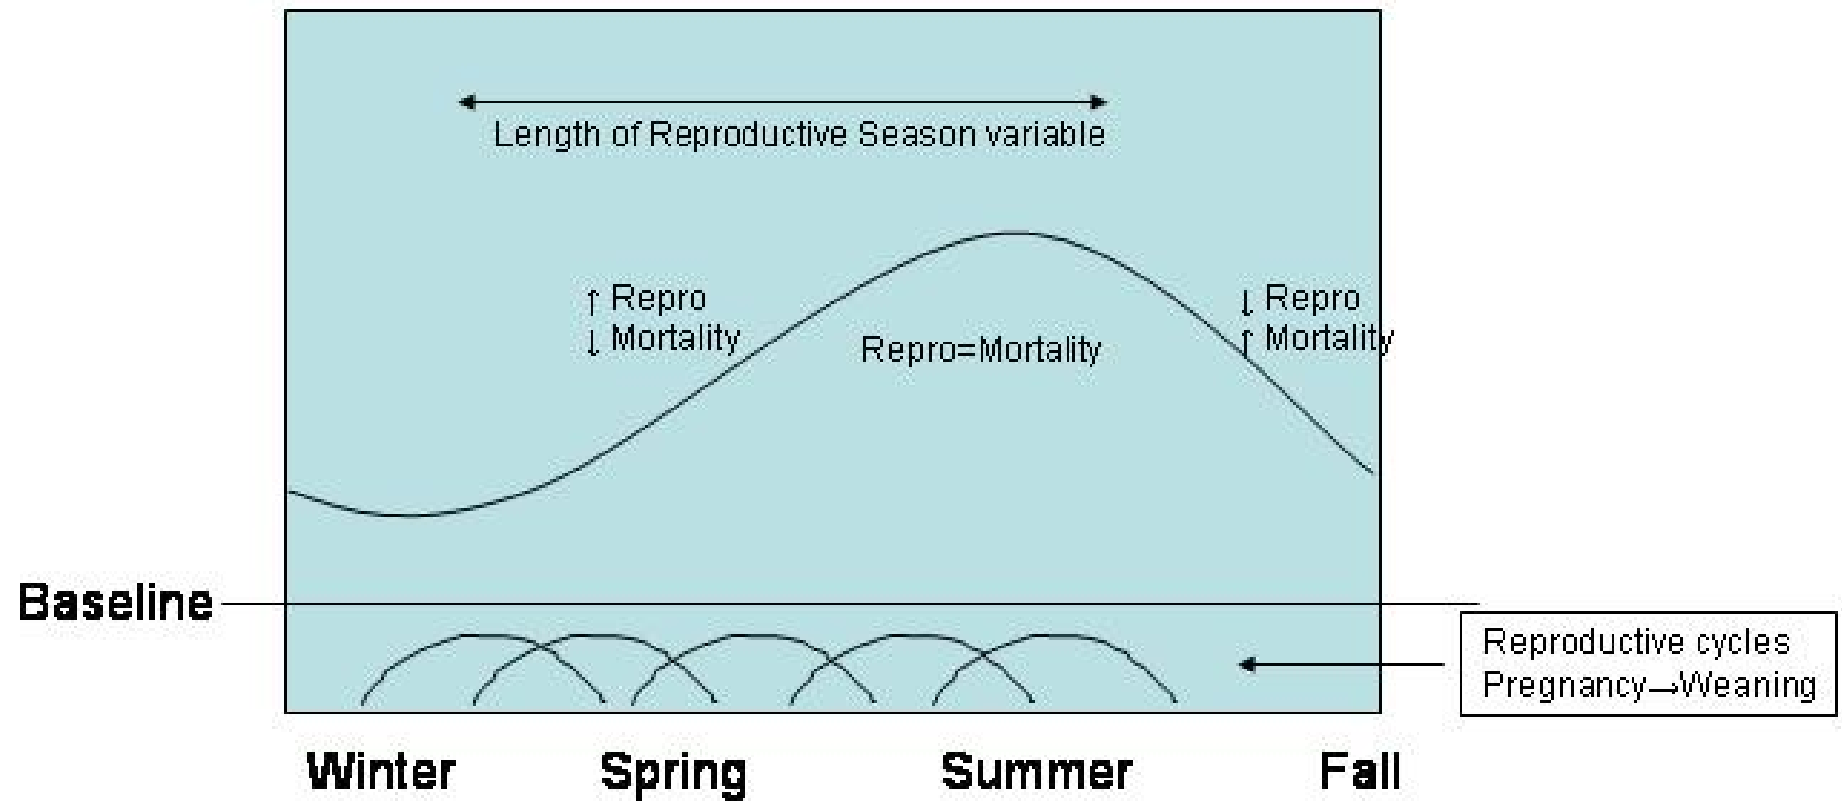 Length of Reproductive Season variable
↑ Repro
↓ Mortality
Repro=Mortality
↓ Repro
↑ Mortality
Baseline
Reproductive cycles
Pregnancy→Weaning
Winter
Spring
Summer
Fall